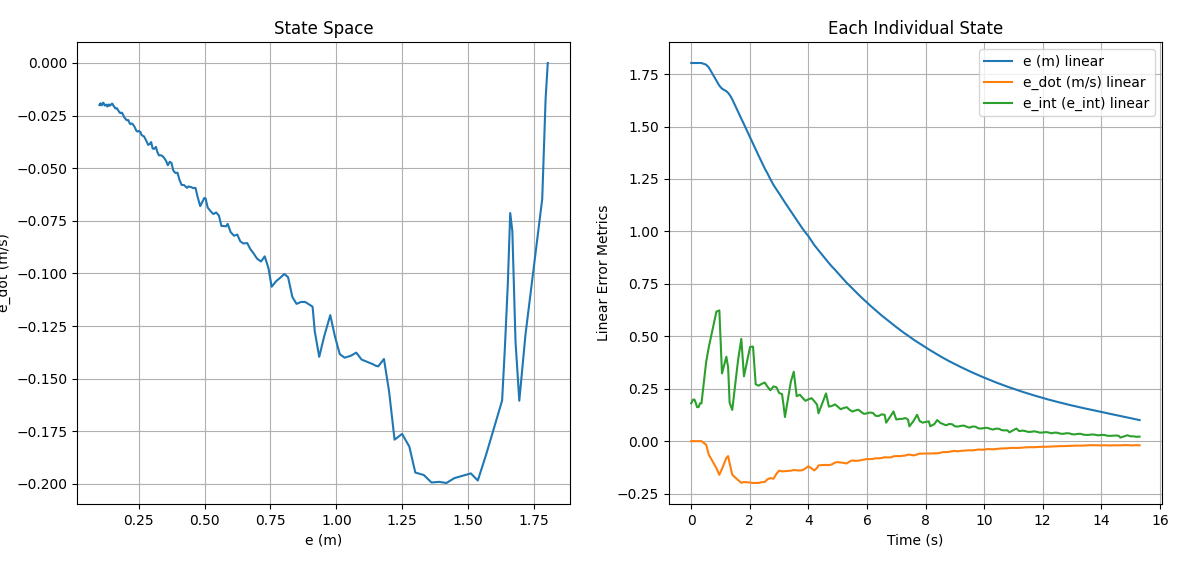 State Space
0.000
−0.025
−0.050
−0.075
−0.100
−0.125
−0.150
−0.175
−0.200
e_dot (m/s)
0.25 0.50 0.75 1.00 1.25 1.50 1.75
e (m)
Each Individual State
e (m) linear
e_dot (m/s) linear
e_int (e_int) linear
1.75
1.50
1.25
1.00
0.75
0.50
0.25
0.00
−0.25
Linear Error Metrics
0 2 4 6 8 10 12 14 16
Time (s)